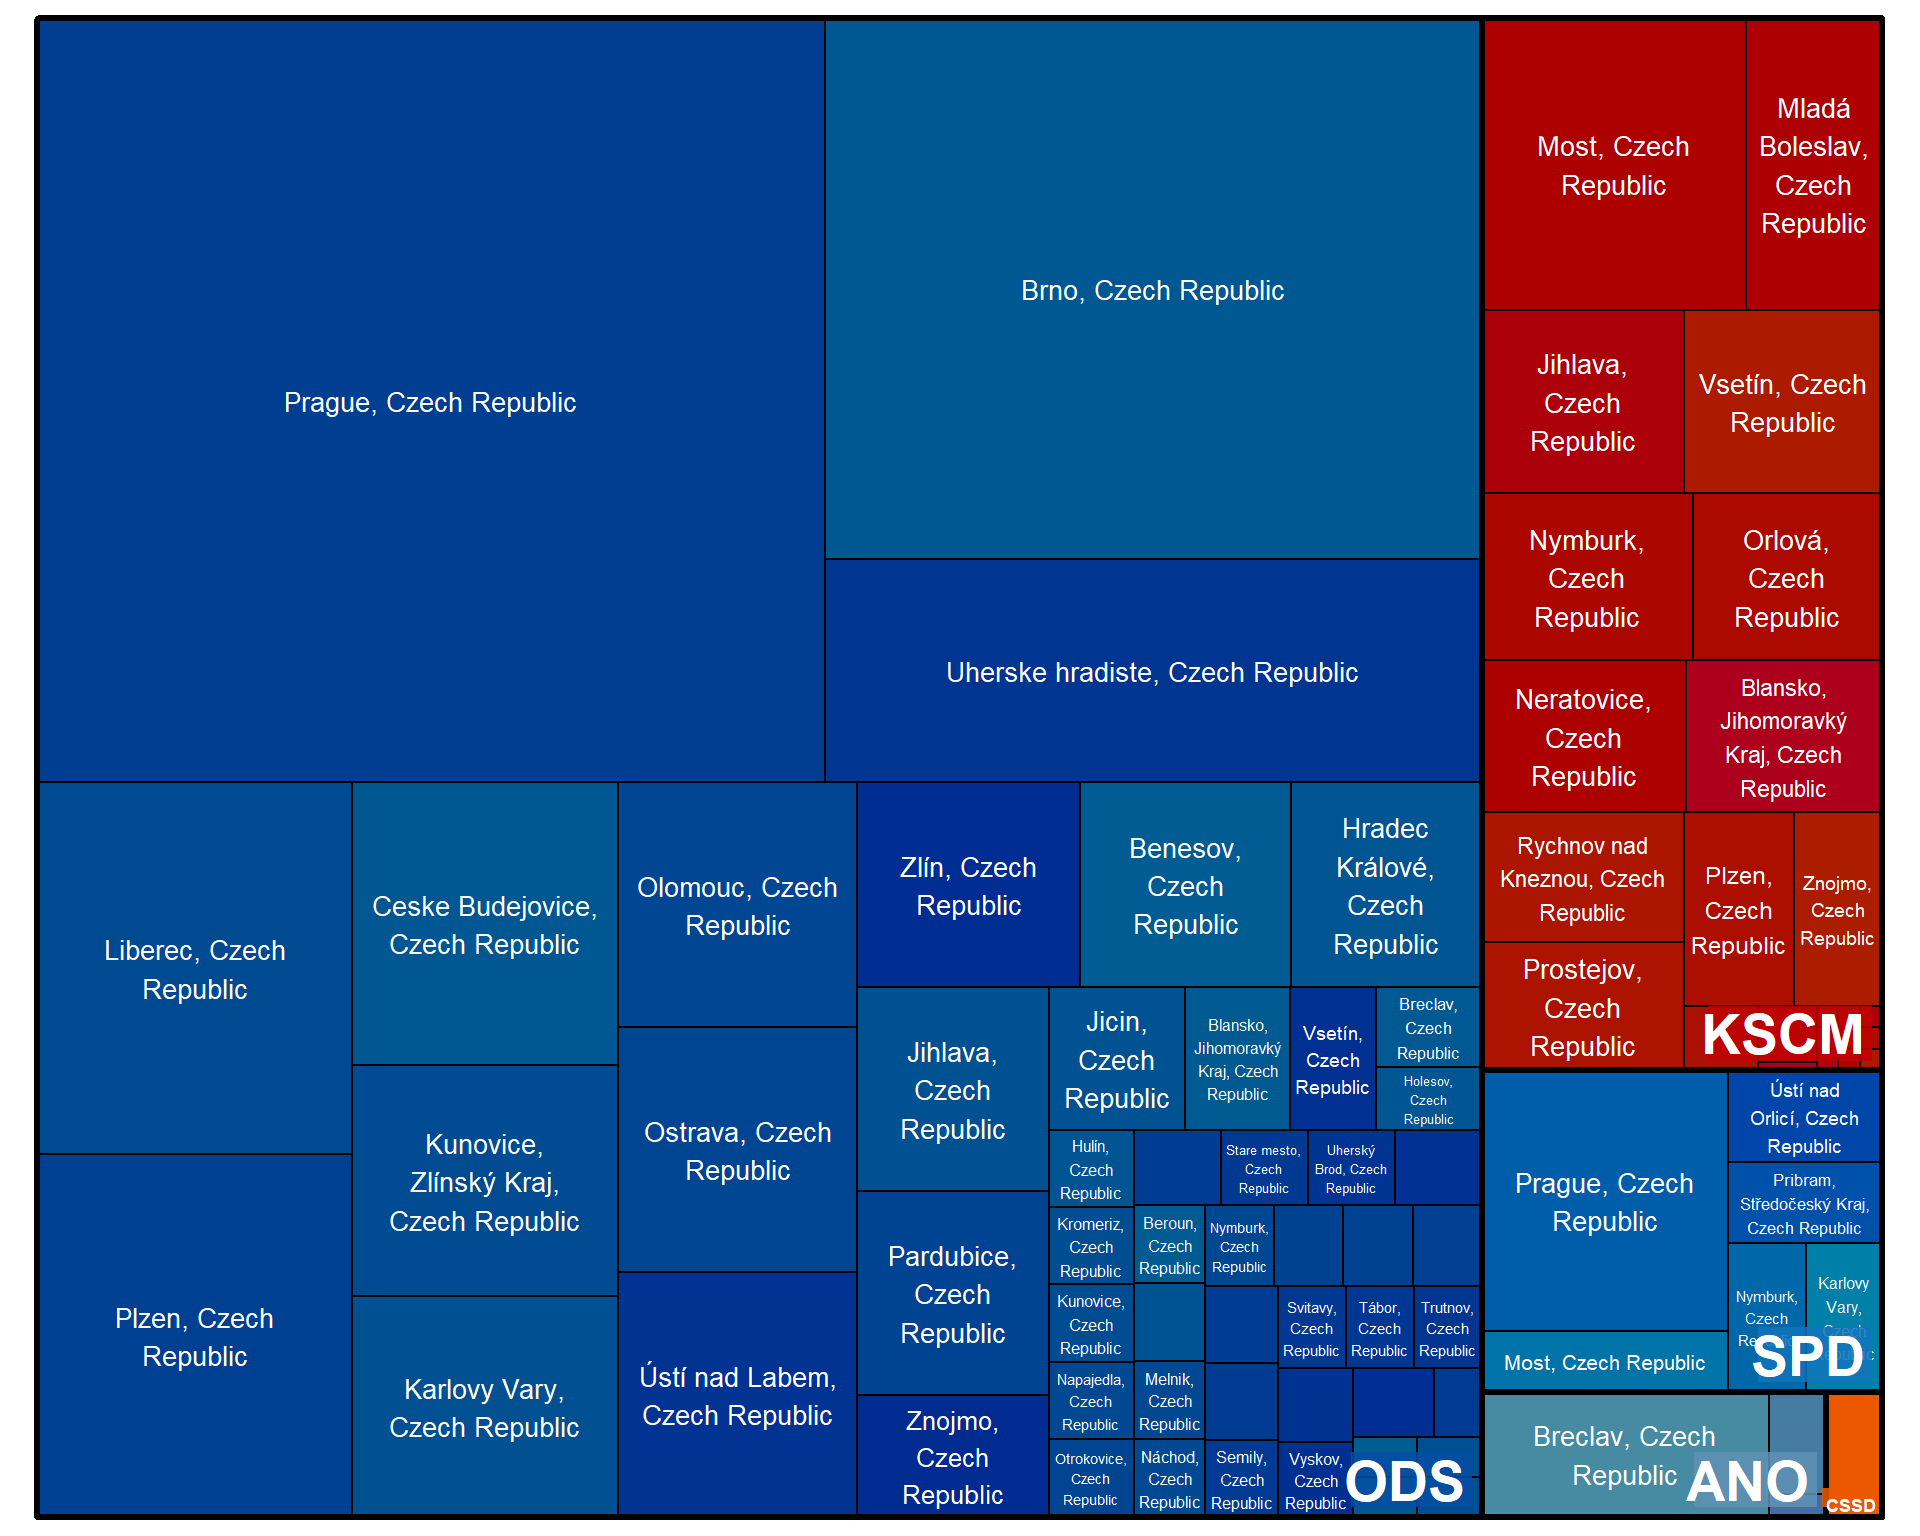 Prague, Czech Republic
Brno, Czech Republic
Uherske hradiste, Czech Republic
Liberec, Czech
Republic
Plzen, Czech
Republic
Ceske Budejovice,
Czech Republic
Kunovice,
Zlínský Kraj,
Czech Republic
Karlovy Vary,
Czech Republic
Olomouc, Czech
Republic
Ostrava, Czech
Republic
Ústí nad Labem,
Czech Republic
Zlín, Czech
Republic
Benesov,
Czech
Republic
Hradec
Králové,
Czech
Republic
Jihlava,
Czech
Republic
Pardubice,
Czech
Republic
Znojmo,
Czech
Republic
Jicin,
Czech
Republic
Blansko,
Jihomoravký
Kraj, Czech
Republic
Vsetín,
Czech
Republic
Breclav,
Czech
Republic
Holesov,
Czech
Republic
Hulín,
Czech
Republic
Kromeriz,
Czech
Republic
Kunovice,
Czech
Republic
Napajedla,
Czech
Republic
Otrokovice,
Czech
Republic
Stare mesto,
Czech
Republic
Uherský
Brod, Czech
Republic
Beroun,
Czech
Republic
Nymburk,
Czech
Republic
Melnik,
Czech
Republic
Náchod,
Czech
Republic
Semily,
Czech
Republic
Svitavy,
Czech
Republic
Tábor,
Czech
Republic
Trutnov,
Czech
Republic
Vyskov,
Czech
Republic
ODS
Most, Czech
Republic
Mladá
Boleslav,
Czech
Republic
Jihlava,
Czech
Republic
Vsetín, Czech
Republic
Nymburk,
Czech
Republic
Orlová,
Czech
Republic
Neratovice,
Czech
Republic
Blansko,
Jihomoravký
Kraj, Czech
Republic
Rychnov nad
Kneznou, Czech
Republic
Prostejov,
Czech
Republic
Plzen,
Czech
Republic
Znojmo,
Czech
Republic
KSCM
Prague, Czech
Republic
Most, Czech Republic
Ústí nad
Orlicí, Czech
Republic
Pribram,
Středočeský Kraj,
Czech Republic
Nymburk,
Czech
Republic
Karlovy
Vary,
Czech
Republic
SPD
Breclav, Czech
Republic
ANO
CSSD